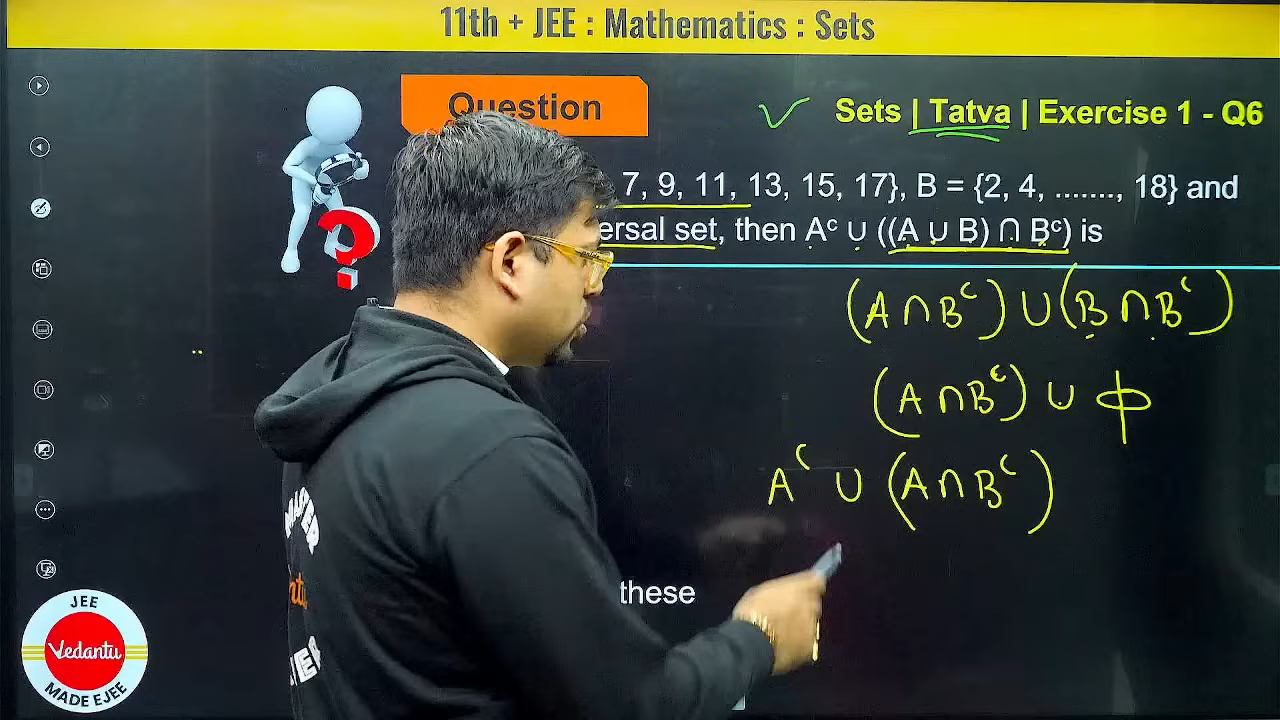 11th + JEE : Mathematics : Sets
Question
Sets | Tatva | Exercise 1 - Q6
7, 9, 11, 13, 15, 17}, B = {2, 4, ......., 18} and
ersal set, then Aᶜ ∪ ((A ∪ B) ∩ Bᶜ) is
(A ∩ Bᶜ) ∪ (B ∩ Bᶜ)
(A ∩ Bᶜ) ∪ ϕ
Aᶜ ∪ (A ∩ Bᶜ)
these
JEE
Vedantu
MADE EJEE